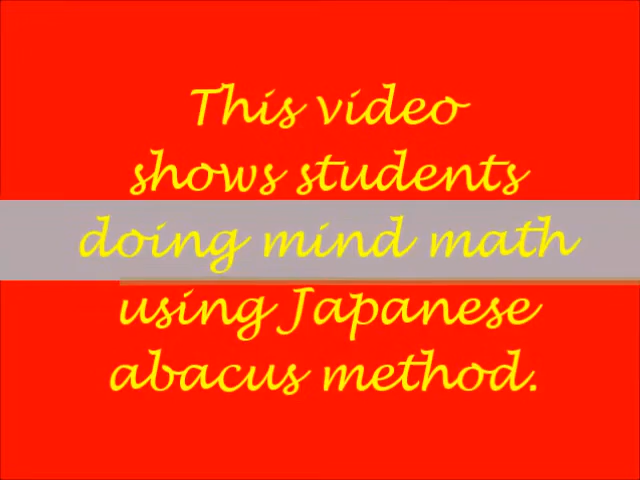 This video
shows students
doing mind math
using Japanese
abacus method.